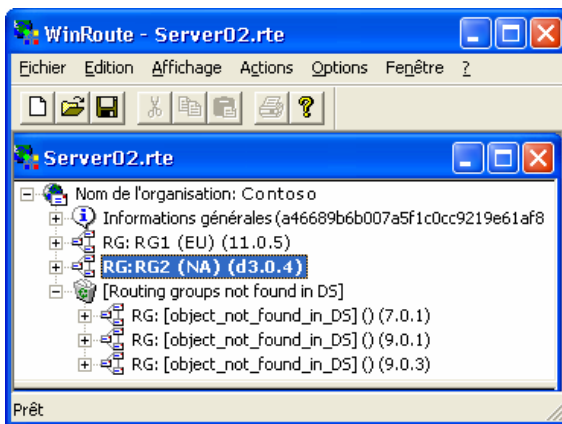 WinRoute - Server02.rte
Fichier Edition Affichage Actions Options Fenêtre ?
Server02.rte
Nom de l'organisation: Contoso
Informations générales (a46689b6b007a5f1c0cc9219e61af8
RG: RG1 (EU) (11.0.5)
RG:RG2 (NA) (d3.0.4)
[Routing groups not found in DS]
RG: [object_not_found_in_DS] () (7.0.1)
RG: [object_not_found_in_DS] () (9.0.1)
RG: [object_not_found_in_DS] () (9.0.3)
Prêt